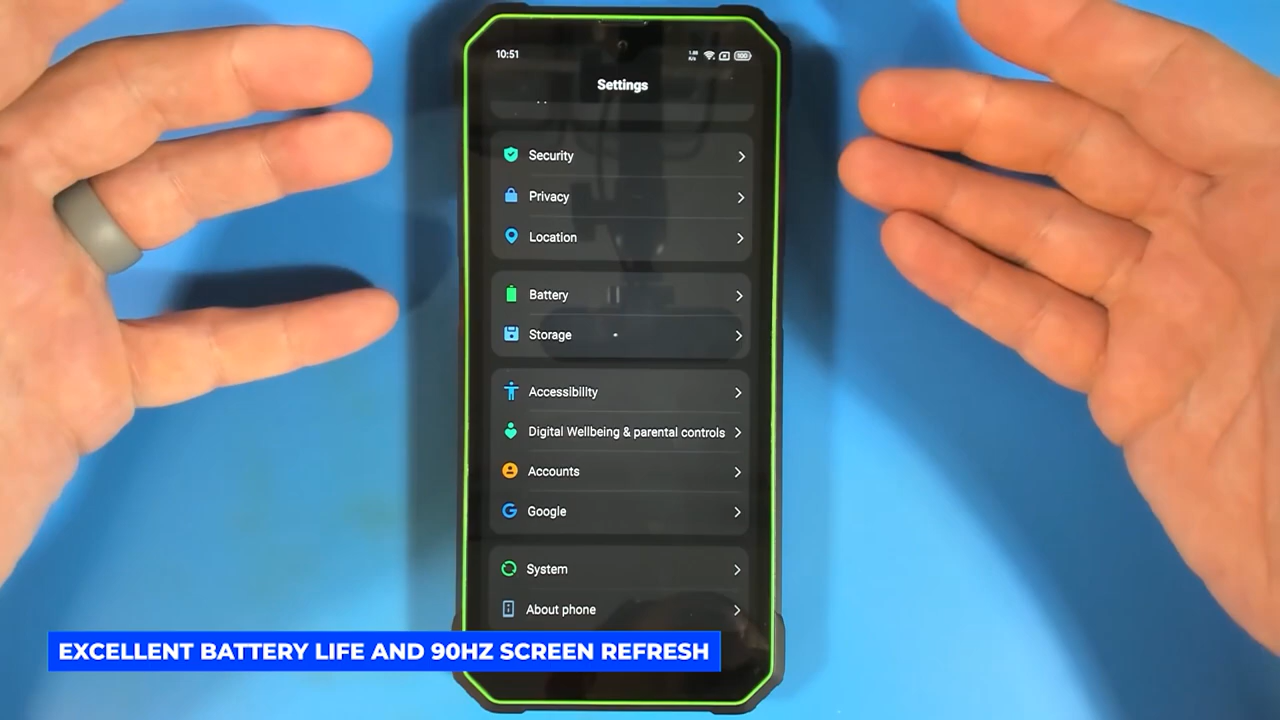 10:51
Settings
Security
Privacy
Location
Battery
Storage
Accessibility
Digital Wellbeing & parental controls
Accounts
Google
System
About phone
EXCELLENT BATTERY LIFE AND 90HZ SCREEN REFRESH